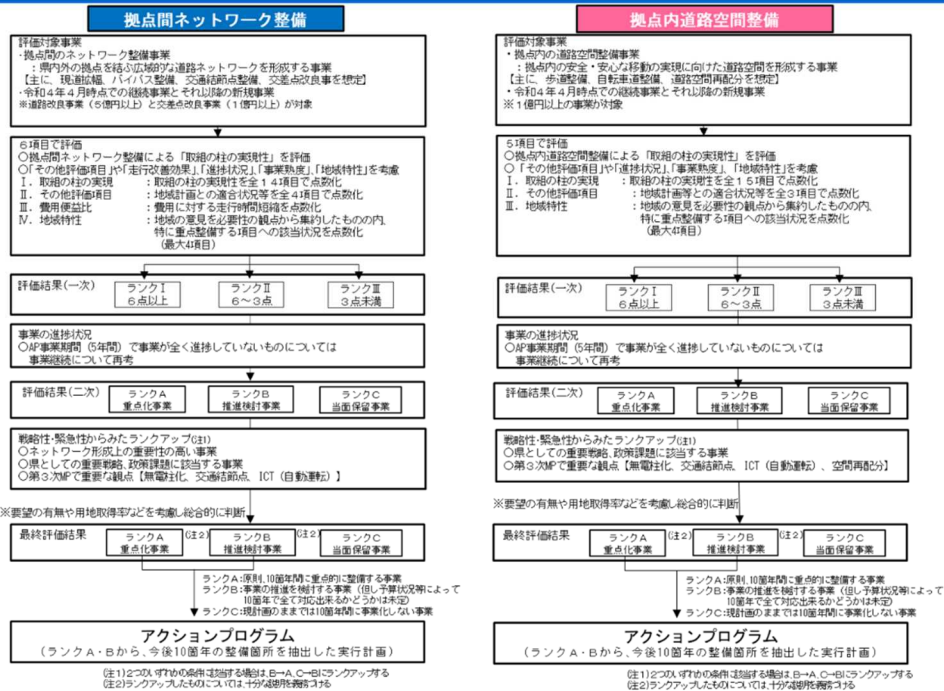 拠点間ネットワーク整備
評価対象事業
・拠点間のネットワーク整備事業
：県内外の拠点を結ぶ広域的な道路ネットワークを形成する事業
【主に、現道拡幅、バイパス整備、交通結節点整備、交差点改良事を想定】
・令和４年４月時点での継続事業とそれ以降の新規事業
※道路改良事業（５億円以上）と交差点改良事業（１億円以上）が対象
６項目で評価
〇拠点間ネットワーク整備による「取組の柱の実現性」を評価
〇「その他評価項目」や「走行改善効果」、「進捗状況」、「事業熟度」、「地域特性」を考慮
Ⅰ．取組の柱の実現 ：取組の柱の実現性を全１４項目で点数化
Ⅱ．その他評価項目 ：地域計画との適合状況等を全４項目で点数化
Ⅲ．費用便益比 ：費用に対する走行時間短縮を点数化
Ⅳ．地域特性 ：地域の意見を必要性の観点から集約したものの内、
特に重点整備する項目への該当状況を点数化
（最大4項目）
評価結果（一次）
ランクⅠ
６点以上
ランクⅡ
６～３点
ランクⅢ
３点未満
事業の進捗状況
〇AP事業期間（５年間）で事業が全く進捗していないものについては
事業継続について再考
評価結果（二次）
ランクＡ
重点化事業
ランクＢ
推進検討事業
ランクＣ
当面保留事業
戦略性・緊急性からみたランクアップ（注1）
〇ネットワーク形成上の重要性の高い事業
〇県としての重要戦略、政策課題に該当する事業
〇第３次MPで重要な観点【無電柱化、交通結節点、ICT（自動運転）】
※要望の有無や用地取得率などを考慮し総合的に判断
最終評価結果
ランクＡ
重点化事業
（注２）
ランクＢ
推進検討事業
（注２）
ランクＣ
当面保留事業
ランクＡ：原則、10箇年間に重点的に整備する事業
ランクＢ：事業の推進を検討する事業（但し予算状況等によって
10箇年で全て対応出来るかどうかは未定）
ランクＣ：現計画のままでは10箇年間に事業化しない事業
アクションプログラム
（ランクＡ・Ｂから、今後10箇年の整備箇所を抽出した実行計画）
（注1）２つのいずれかの条件に該当する場合は、B→A、C→Bにランクアップする
（注2）ランクアップしたものについては、十分な説明を義務づける
拠点内道路空間整備
評価対象事業
・拠点内の道路空間整備事業
：拠点内の安全・安心な移動の実現に向けた道路空間を形成する事業
【主に、歩道整備、自転車道整備、道路空間再配分を想定】
・令和４年４月時点での継続事業とそれ以降の新規事業
※１億円以上の事業が対象
５項目で評価
〇拠点内道路空間整備による「取組の柱の実現性」を評価
〇「その他評価項目」や「進捗状況」、「事業熟度」、「地域特性」を考慮
Ⅰ．取組の柱の実現 ：取組の柱の実現性を全１５項目で点数化
Ⅱ．その他評価項目 ：地域計画等との適合状況等を全３項目で点数化
Ⅲ．地域特性 ：地域の意見を必要性の観点から集約したものの内、
特に重点整備する項目への該当状況を点数化
（最大4項目）
評価結果（一次）
ランクⅠ
６点以上
ランクⅡ
６～３点
ランクⅢ
３点未満
事業の進捗状況
〇AP事業期間（５年間）で事業が全く進捗していないものについては
事業継続について再考
評価結果（二次）
ランクＡ
重点化事業
ランクＢ
推進検討事業
ランクＣ
当面保留事業
戦略性・緊急性からみたランクアップ（注1）
〇県としての重要戦略、政策課題に該当する事業
〇第３次MPで重要な観点【無電柱化、交通結節点、ICT（自動運転）、空間再配分】
※要望の有無や用地取得率などを考慮し総合的に判断
最終評価結果
ランクＡ
重点化事業
（注２）
ランクＢ
推進検討事業
（注２）
ランクＣ
当面保留事業
ランクＡ：原則、10箇年間に重点的に整備する事業
ランクＢ：事業の推進を検討する事業（但し予算状況等によって
10箇年で全て対応出来るかどうかは未定）
ランクＣ：現計画のままでは10箇年間に事業化しない事業
アクションプログラム
（ランクＡ・Ｂから、今後10箇年の整備箇所を抽出した実行計画）
（注1）２つのいずれかの条件に該当する場合は、B→A、C→Bにランクアップする
（注2）ランクアップしたものについては、十分な説明を義務づける